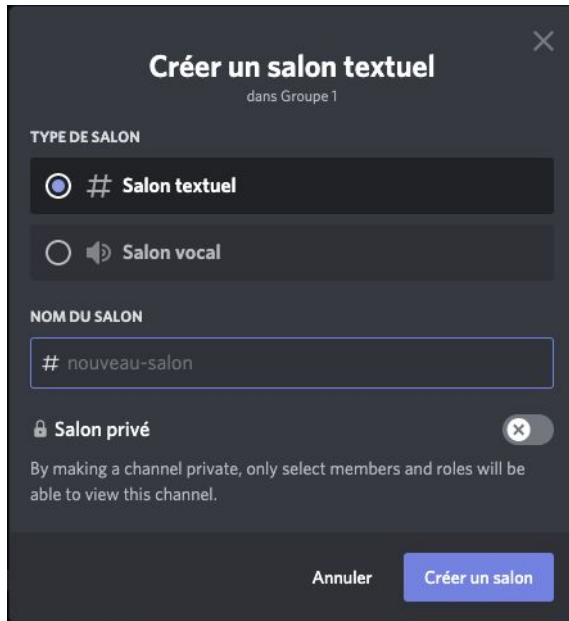 Créer un salon textuel
dans Groupe 1
TYPE DE SALON
# Salon textuel
Salon vocal
NOM DU SALON
# nouveau-salon
Salon privé
By making a channel private, only select members and roles will be
able to view this channel.
Annuler
Créer un salon